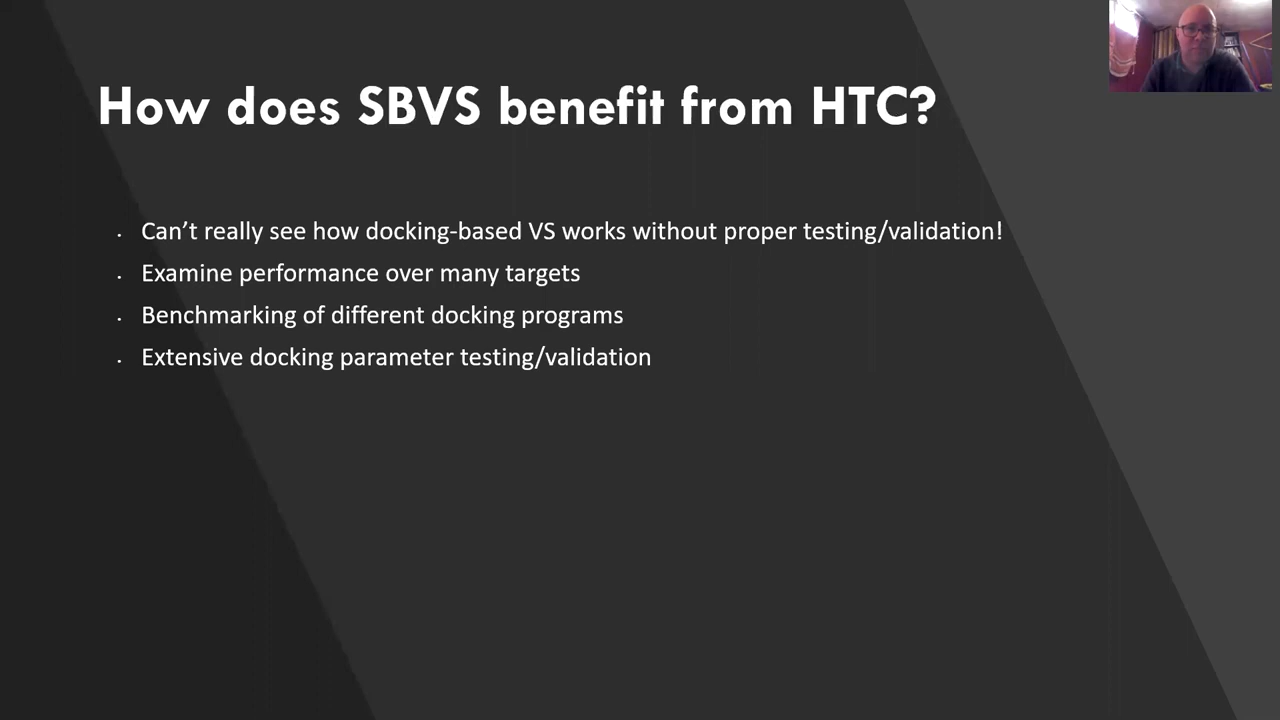 How does SBVS benefit from HTC?
• Can’t really see how docking-based VS works without proper testing/validation!
• Examine performance over many targets
• Benchmarking of different docking programs
• Extensive docking parameter testing/validation